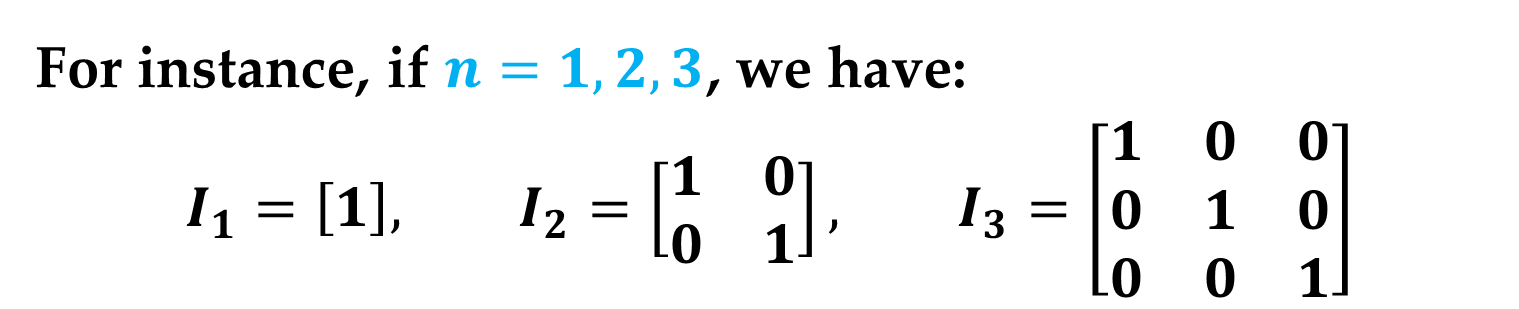 For instance, if n = 1, 2, 3, we have:
I₁ = [1], I₂ = [1 0; 0 1], I₃ = [1 0 0; 0 1 0; 0 0 1]